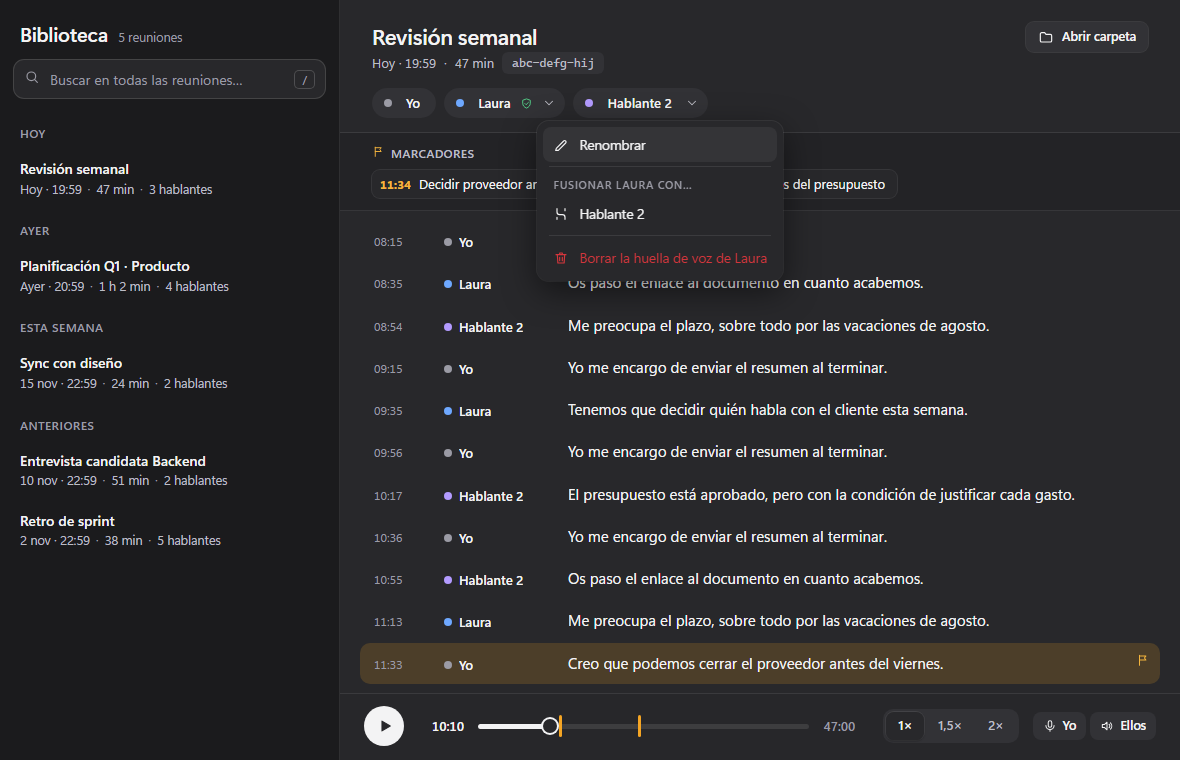 Biblioteca 5 reuniones
Buscar en todas las reuniones... /
HOY
Revisión semanal
Hoy · 19:59 · 47 min · 3 hablantes
AYER
Planificación Q1 · Producto
Ayer · 20:59 · 1 h 2 min · 4 hablantes
ESTA SEMANA
Sync con diseño
15 nov · 22:59 · 24 min · 2 hablantes
ANTERIORES
Entrevista candidata Backend
10 nov · 22:59 · 51 min · 2 hablantes
Retro de sprint
2 nov · 22:59 · 38 min · 5 hablantes
Revisión semanal
Abrir carpeta
Hoy · 19:59 · 47 min abc-defg-hij
Yo Laura Hablante 2
MARCADORES
11:34 Decidir proveedor
s del presupuesto
Renombrar
FUSIONAR LAURA CON...
Hablante 2
Borrar la huella de voz de Laura
08:15 Yo
08:35 Laura Os paso el enlace al documento en cuanto acabemos.
08:54 Hablante 2 Me preocupa el plazo, sobre todo por las vacaciones de agosto.
09:15 Yo Yo me encargo de enviar el resumen al terminar.
09:35 Laura Tenemos que decidir quién habla con el cliente esta semana.
09:56 Yo Yo me encargo de enviar el resumen al terminar.
10:17 Hablante 2 El presupuesto está aprobado, pero con la condición de justificar cada gasto.
10:36 Yo Yo me encargo de enviar el resumen al terminar.
10:55 Hablante 2 Os paso el enlace al documento en cuanto acabemos.
11:13 Laura Me preocupa el plazo, sobre todo por las vacaciones de agosto.
11:33 Yo Creo que podemos cerrar el proveedor antes del viernes.
10:10 47:00 1× 1,5× 2× Yo Ellos